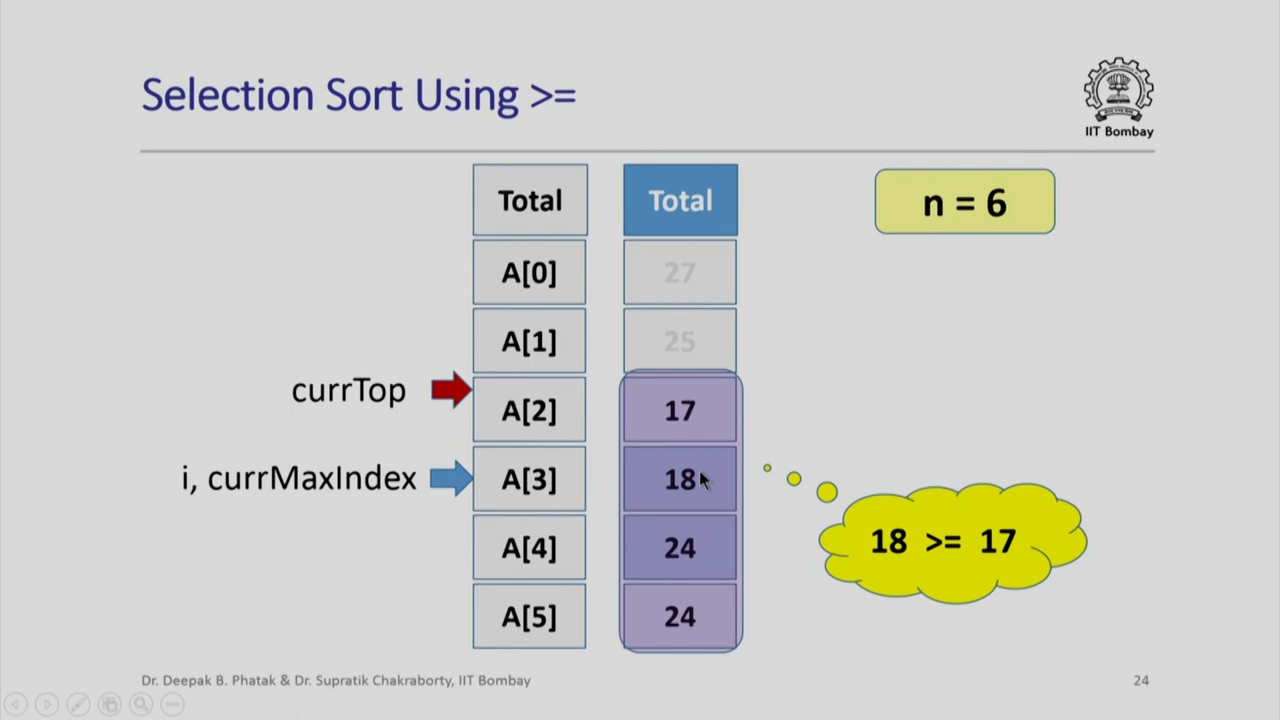 Selection Sort Using >=
IIT Bombay
Total Total
n = 6
A[0] 27
A[1] 25
currTop
A[2] 17
i, currMaxIndex
A[3] 18
18 >= 17
A[4] 24
A[5] 24
Dr. Deepak B. Phatak & Dr. Supratik Chakraborty, IIT Bombay
24